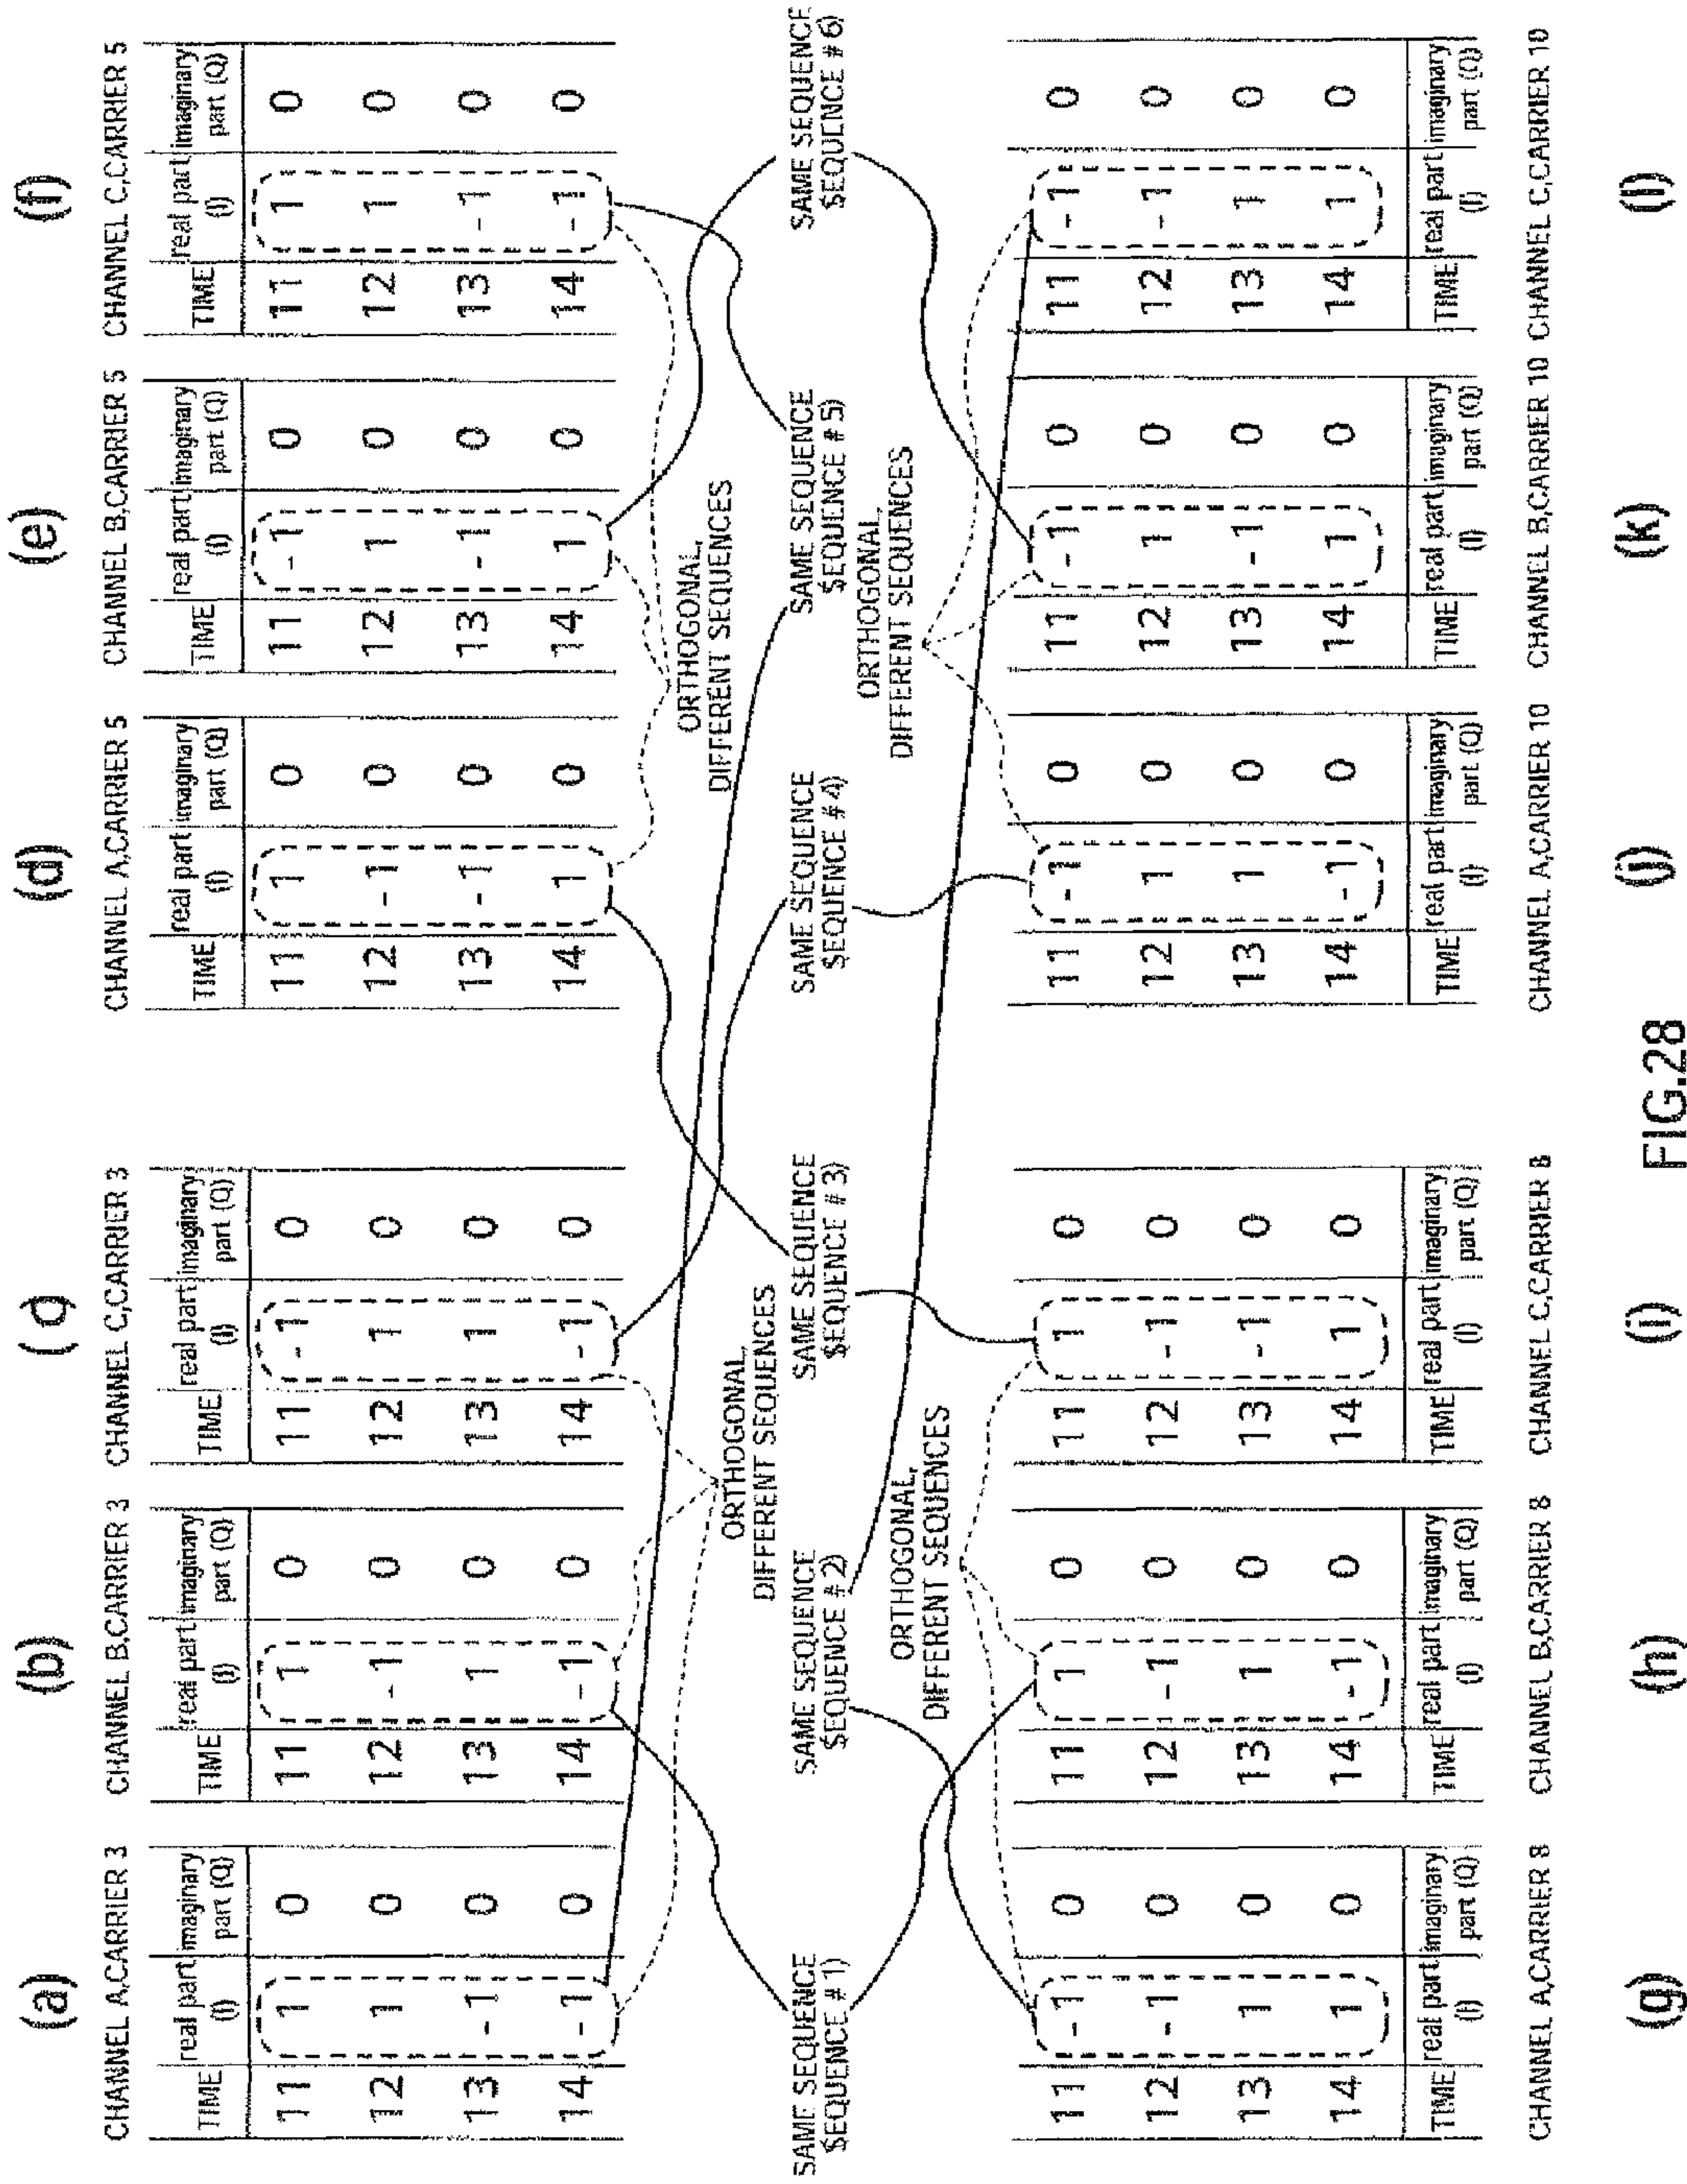 (a)
CHANNEL A,CARRIER 3
TIME real part (I) imaginary part (Q)
11 1 0
12 1 0
13 -1 0
14 -1 0
(b)
CHANNEL B,CARRIER 3
TIME real part (I) imaginary part (Q)
11 1 0
12 -1 0
13 1 0
14 -1 0
(c)
CHANNEL C,CARRIER 3
TIME real part (I) imaginary part (Q)
11 -1 0
12 1 0
13 1 0
14 -1 0
(d)
CHANNEL A,CARRIER 5
TIME real part (I) imaginary part (Q)
11 1 0
12 -1 0
13 -1 0
14 1 0
(e)
CHANNEL B,CARRIER 5
TIME real part (I) imaginary part (Q)
11 -1 0
12 1 0
13 -1 0
14 1 0
(f)
CHANNEL C,CARRIER 5
TIME real part (I) imaginary part (Q)
11 1 0
12 1 0
13 -1 0
14 -1 0
ORTHOGONAL,
DIFFERENT SEQUENCES
ORTHOGONAL,
DIFFERENT SEQUENCES
SAME SEQUENCE
$EQUENCE #1)
SAME SEQUENCE
$EQUENCE #2)
SAME SEQUENCE
$EQUENCE #3)
SAME SEQUENCE
$EQUENCE #4)
SAME SEQUENCE
$EQUENCE #5)
SAME SEQUENCE
$EQUENCE #6)
ORTHOGONAL,
DIFFERENT SEQUENCES
ORTHOGONAL,
DIFFERENT SEQUENCES
11 -1 0
12 -1 0
13 1 0
14 1 0
TIME real part (I) imaginary part (Q)
CHANNEL A,CARRIER 8
(g)
11 1 0
12 -1 0
13 1 0
14 -1 0
TIME real part (I) imaginary part (Q)
CHANNEL B,CARRIER 8
(h)
11 1 0
12 -1 0
13 -1 0
14 1 0
TIME real part (I) imaginary part (Q)
CHANNEL C,CARRIER 8
(i)
11 -1 0
12 1 0
13 1 0
14 -1 0
TIME real part (I) imaginary part (Q)
CHANNEL A,CARRIER 10
(j)
11 -1 0
12 1 0
13 -1 0
14 1 0
TIME real part (I) imaginary part (Q)
CHANNEL B,CARRIER 10
(k)
11 -1 0
12 -1 0
13 1 0
14 1 0
TIME real part (I) imaginary part (Q)
CHANNEL C,CARRIER 10
(l)
FIG.28